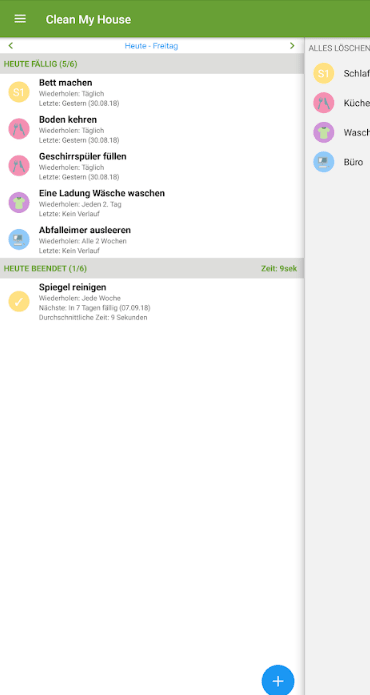 Clean My House
Heute - Freitag
HEUTE FÄLLIG (5/6)
S1
Bett machen
Wiederholen: Täglich
Letzte: Gestern (30.08.18)
Boden kehren
Wiederholen: Täglich
Letzte: Gestern (30.08.18)
Geschirrspüler füllen
Wiederholen: Täglich
Letzte: Gestern (30.08.18)
Eine Ladung Wäsche waschen
Wiederholen: Jeden 2. Tag
Letzte: Kein Verlauf
Abfalleimer ausleeren
Wiederholen: Alle 2 Wochen
Letzte: Kein Verlauf
HEUTE BEENDET (1/6) Zeit: 9sek
Spiegel reinigen
Wiederholen: Jede Woche
Nächste: In 7 Tagen fällig (07.09.18)
Durchschnittliche Zeit: 9 Sekunden
ALLES LÖSCHEN
S1 Schlaf
Küche
Wasch
Büro